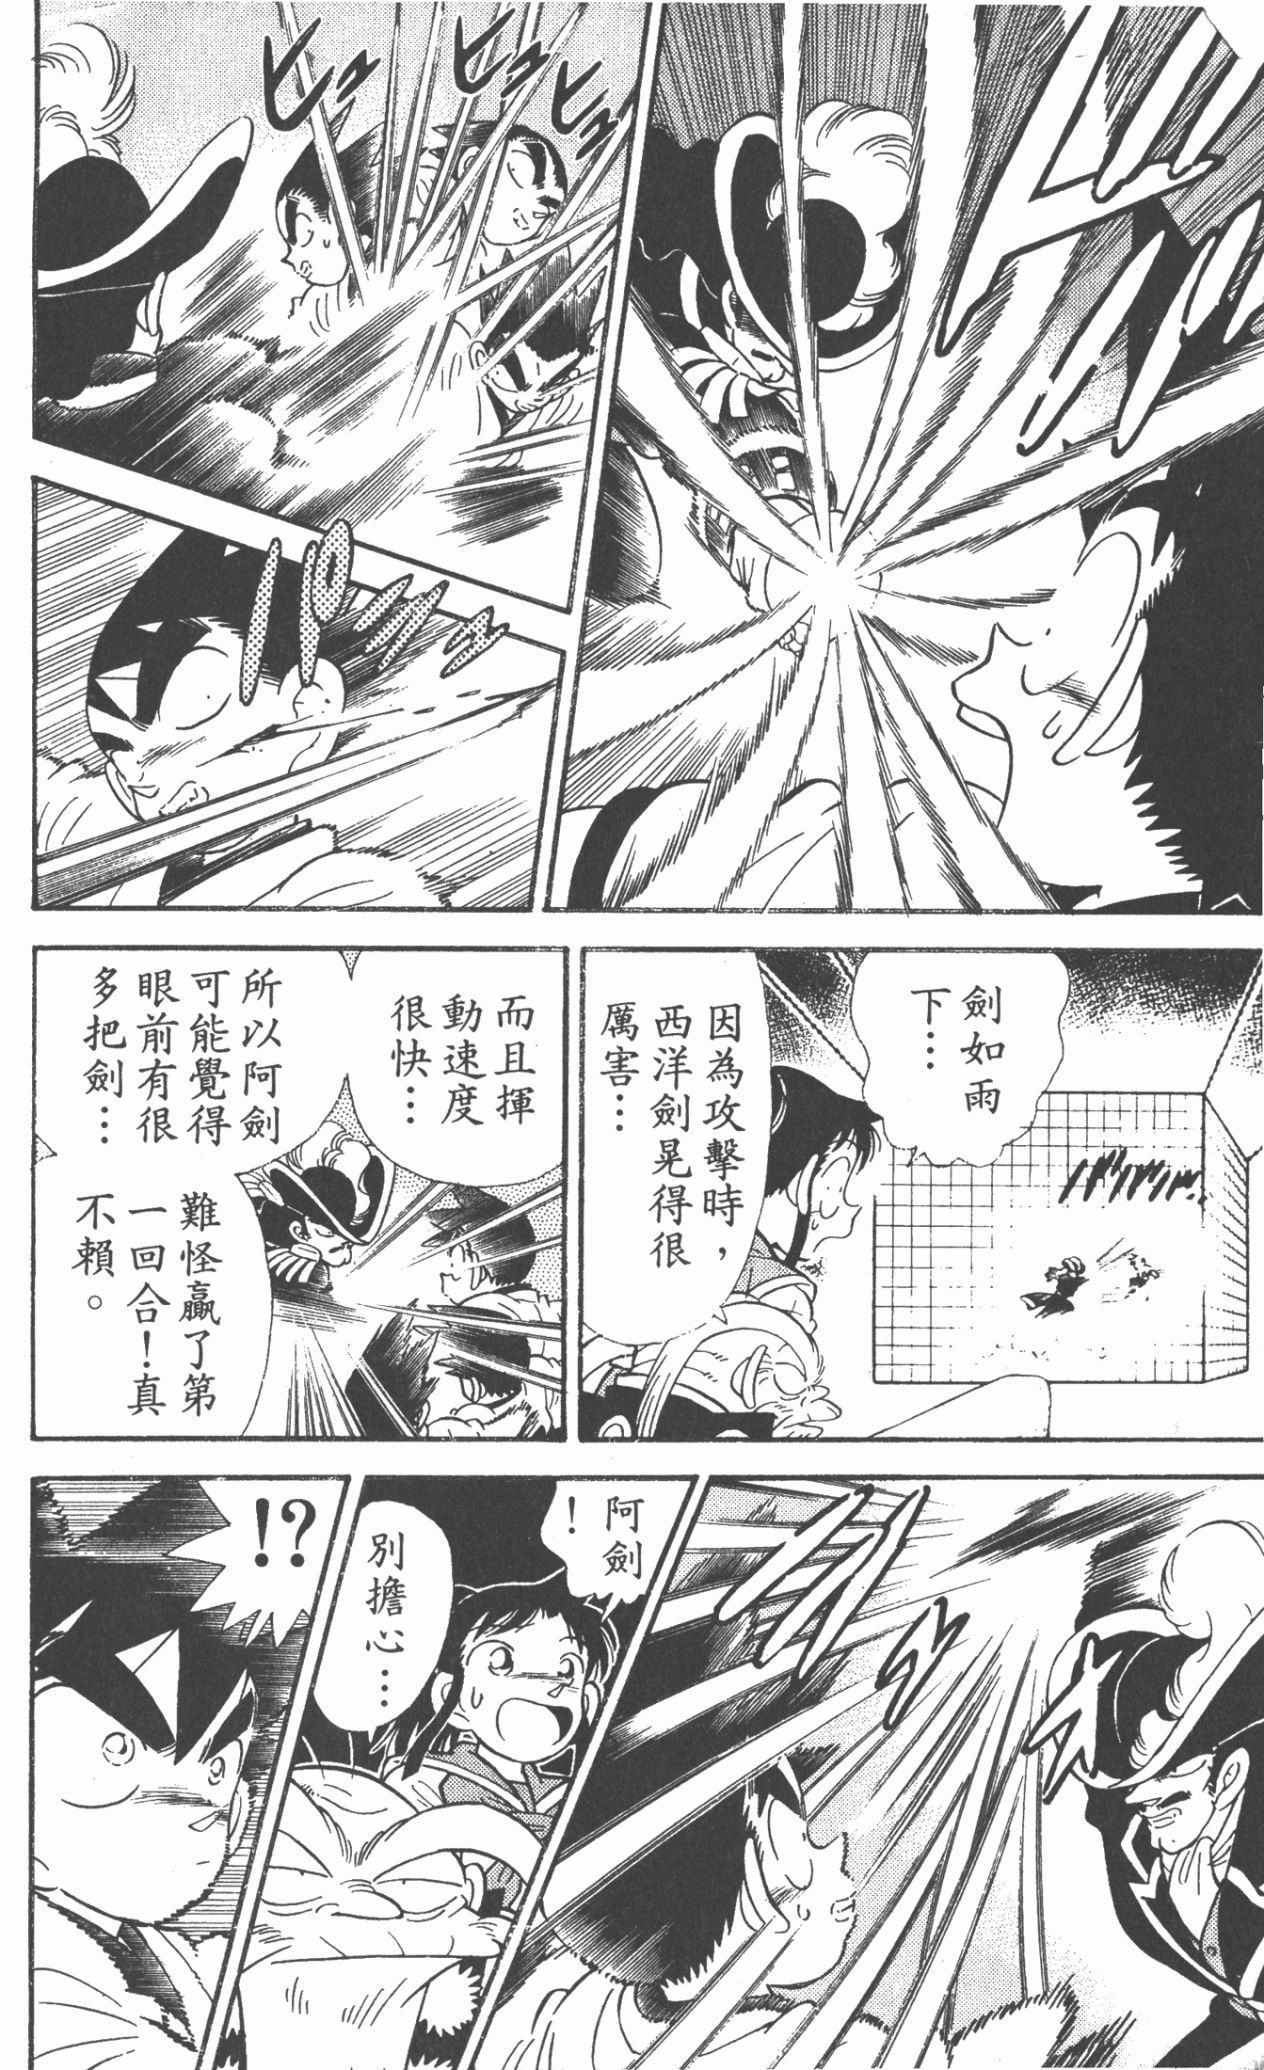 ヒュ
ヒュ
ヒュ
劍如雨
下…
因為攻擊時，
西洋劍晃得很
厲害…
而且揮
動速度
很快…
所以阿劍
可能覺得
眼前有很
多把劍…
難怪贏了第
一回合！真
不賴。
阿劍
！
別擔心…
！？